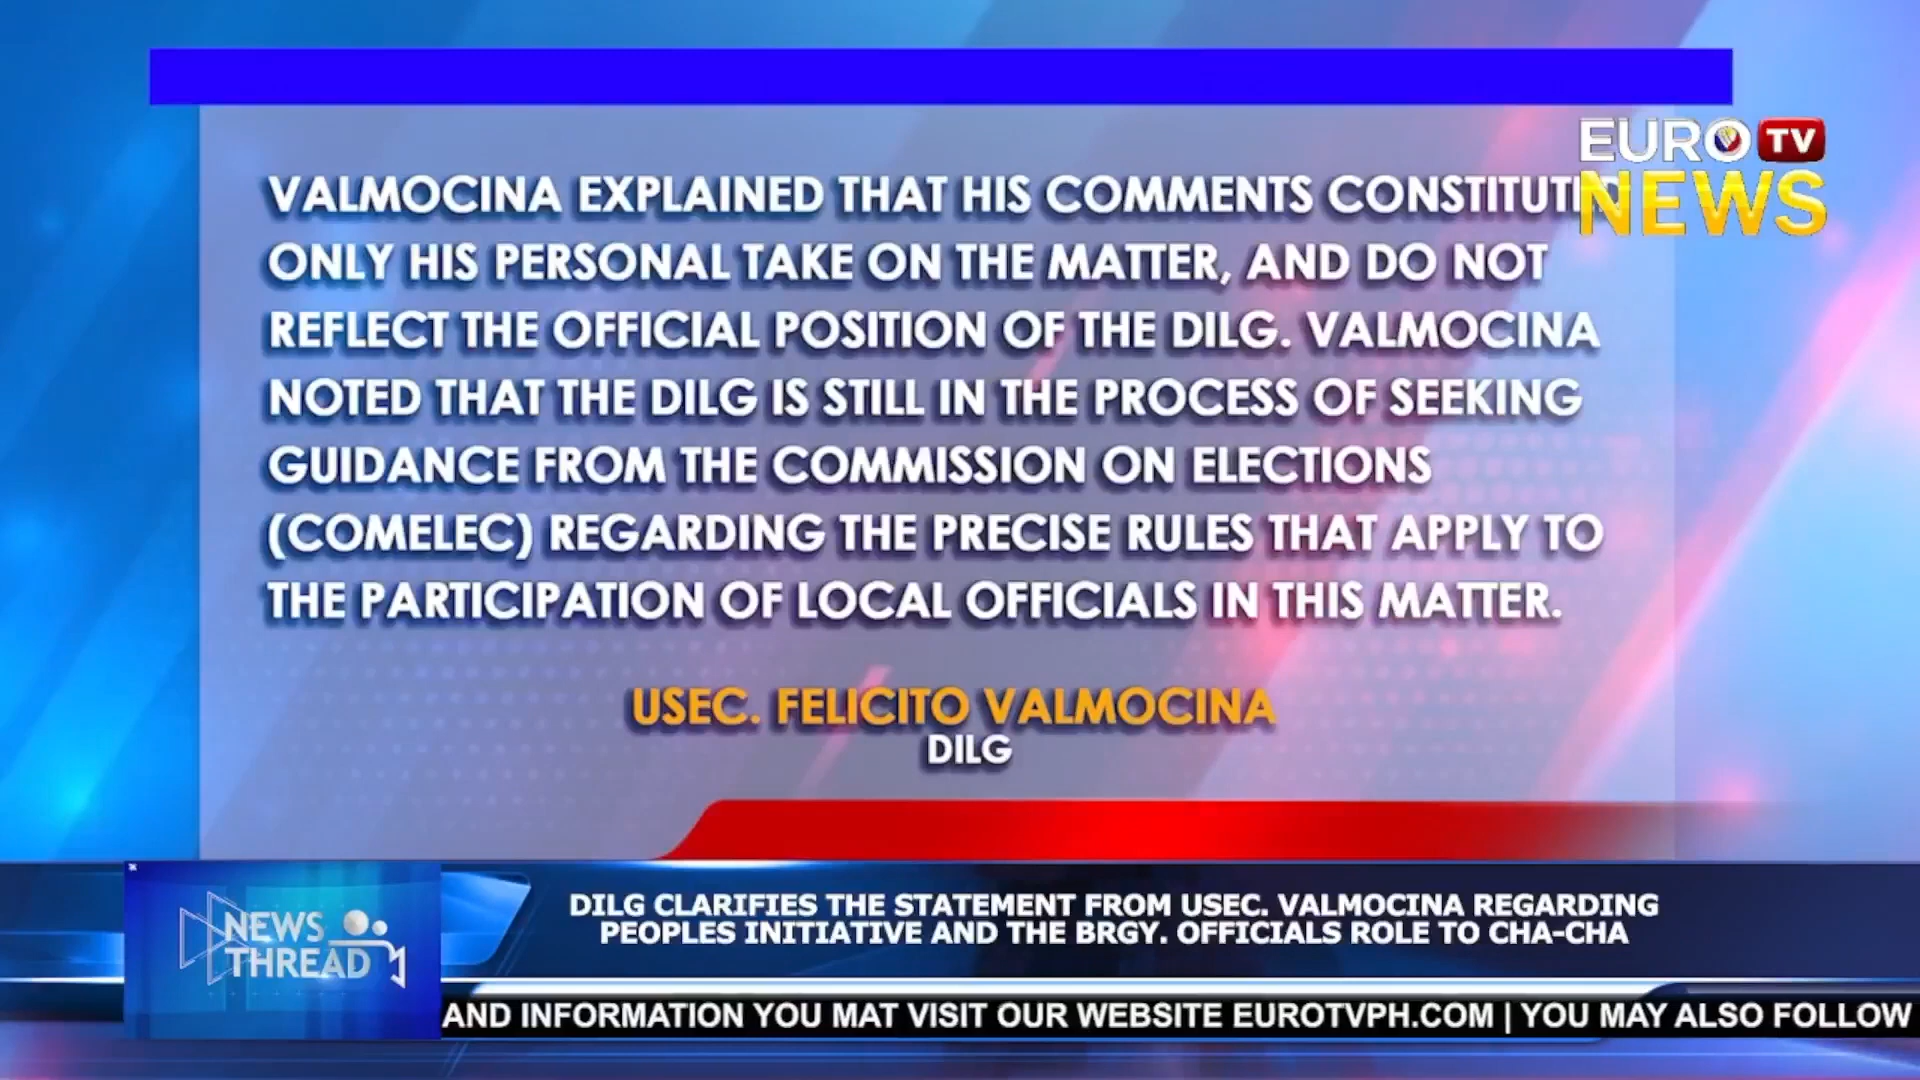 EURO TV
NEWS
VALMOCINA EXPLAINED THAT HIS COMMENTS CONSTITUTED
ONLY HIS PERSONAL TAKE ON THE MATTER, AND DO NOT
REFLECT THE OFFICIAL POSITION OF THE DILG. VALMOCINA
NOTED THAT THE DILG IS STILL IN THE PROCESS OF SEEKING
GUIDANCE FROM THE COMMISSION ON ELECTIONS
(COMELEC) REGARDING THE PRECISE RULES THAT APPLY TO
THE PARTICIPATION OF LOCAL OFFICIALS IN THIS MATTER.
USEC. FELICITO VALMOCINA
DILG
NEWS
THREAD
DILG CLARIFIES THE STATEMENT FROM USEC. VALMOCINA REGARDING
PEOPLES INITIATIVE AND THE BRGY. OFFICIALS ROLE TO CHA-CHA
AND INFORMATION YOU MAT VISIT OUR WEBSITE EUROTVPH.COM | YOU MAY ALSO FOLLOW